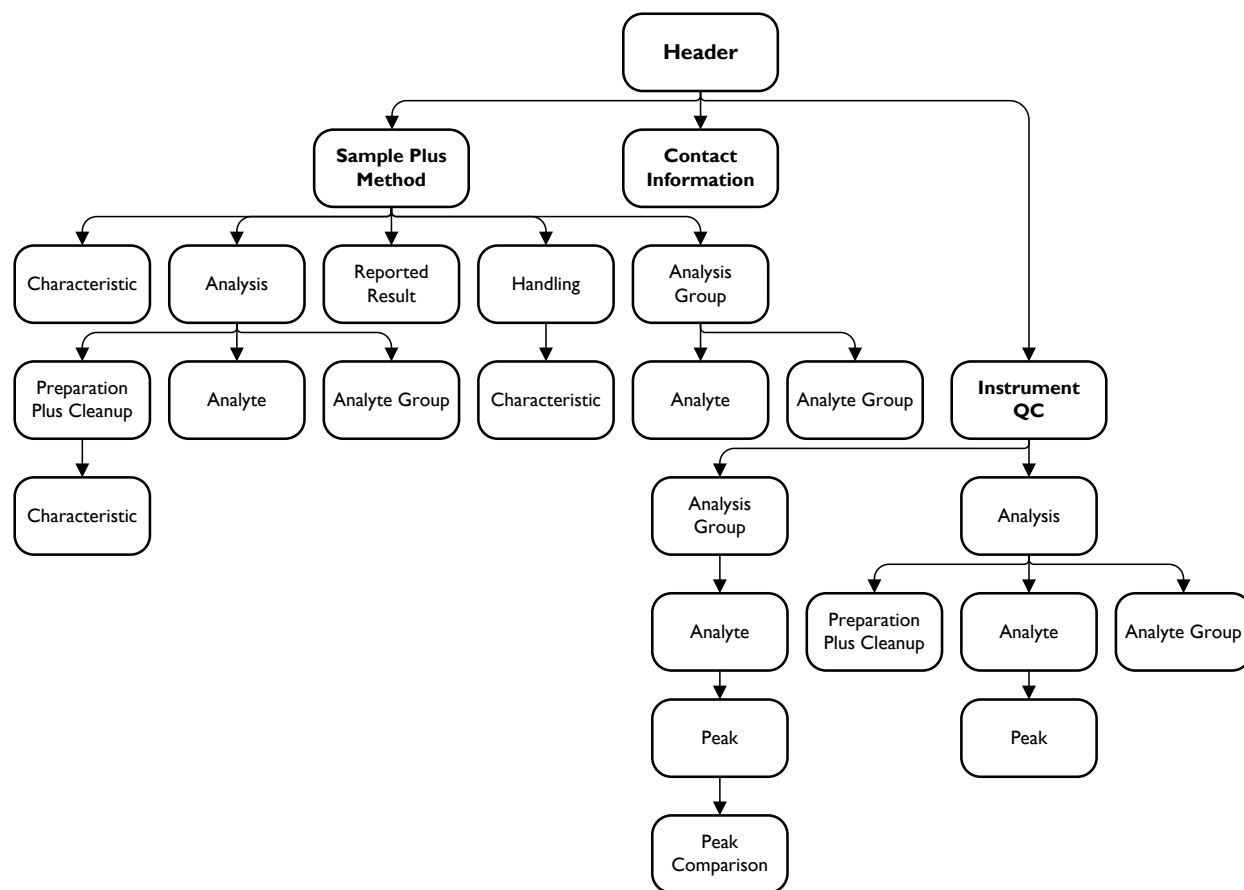 Header
Sample Plus
Method
Contact
Information
Characteristic
Analysis
Reported
Result
Handling
Analysis
Group
Preparation
Plus Cleanup
Analyte
Analyte Group
Characteristic
Analyte
Analyte Group
Instrument
QC
Characteristic
Analysis
Group
Analysis
Analyte
Preparation
Plus Cleanup
Analyte
Analyte Group
Peak
Peak
Peak
Comparison